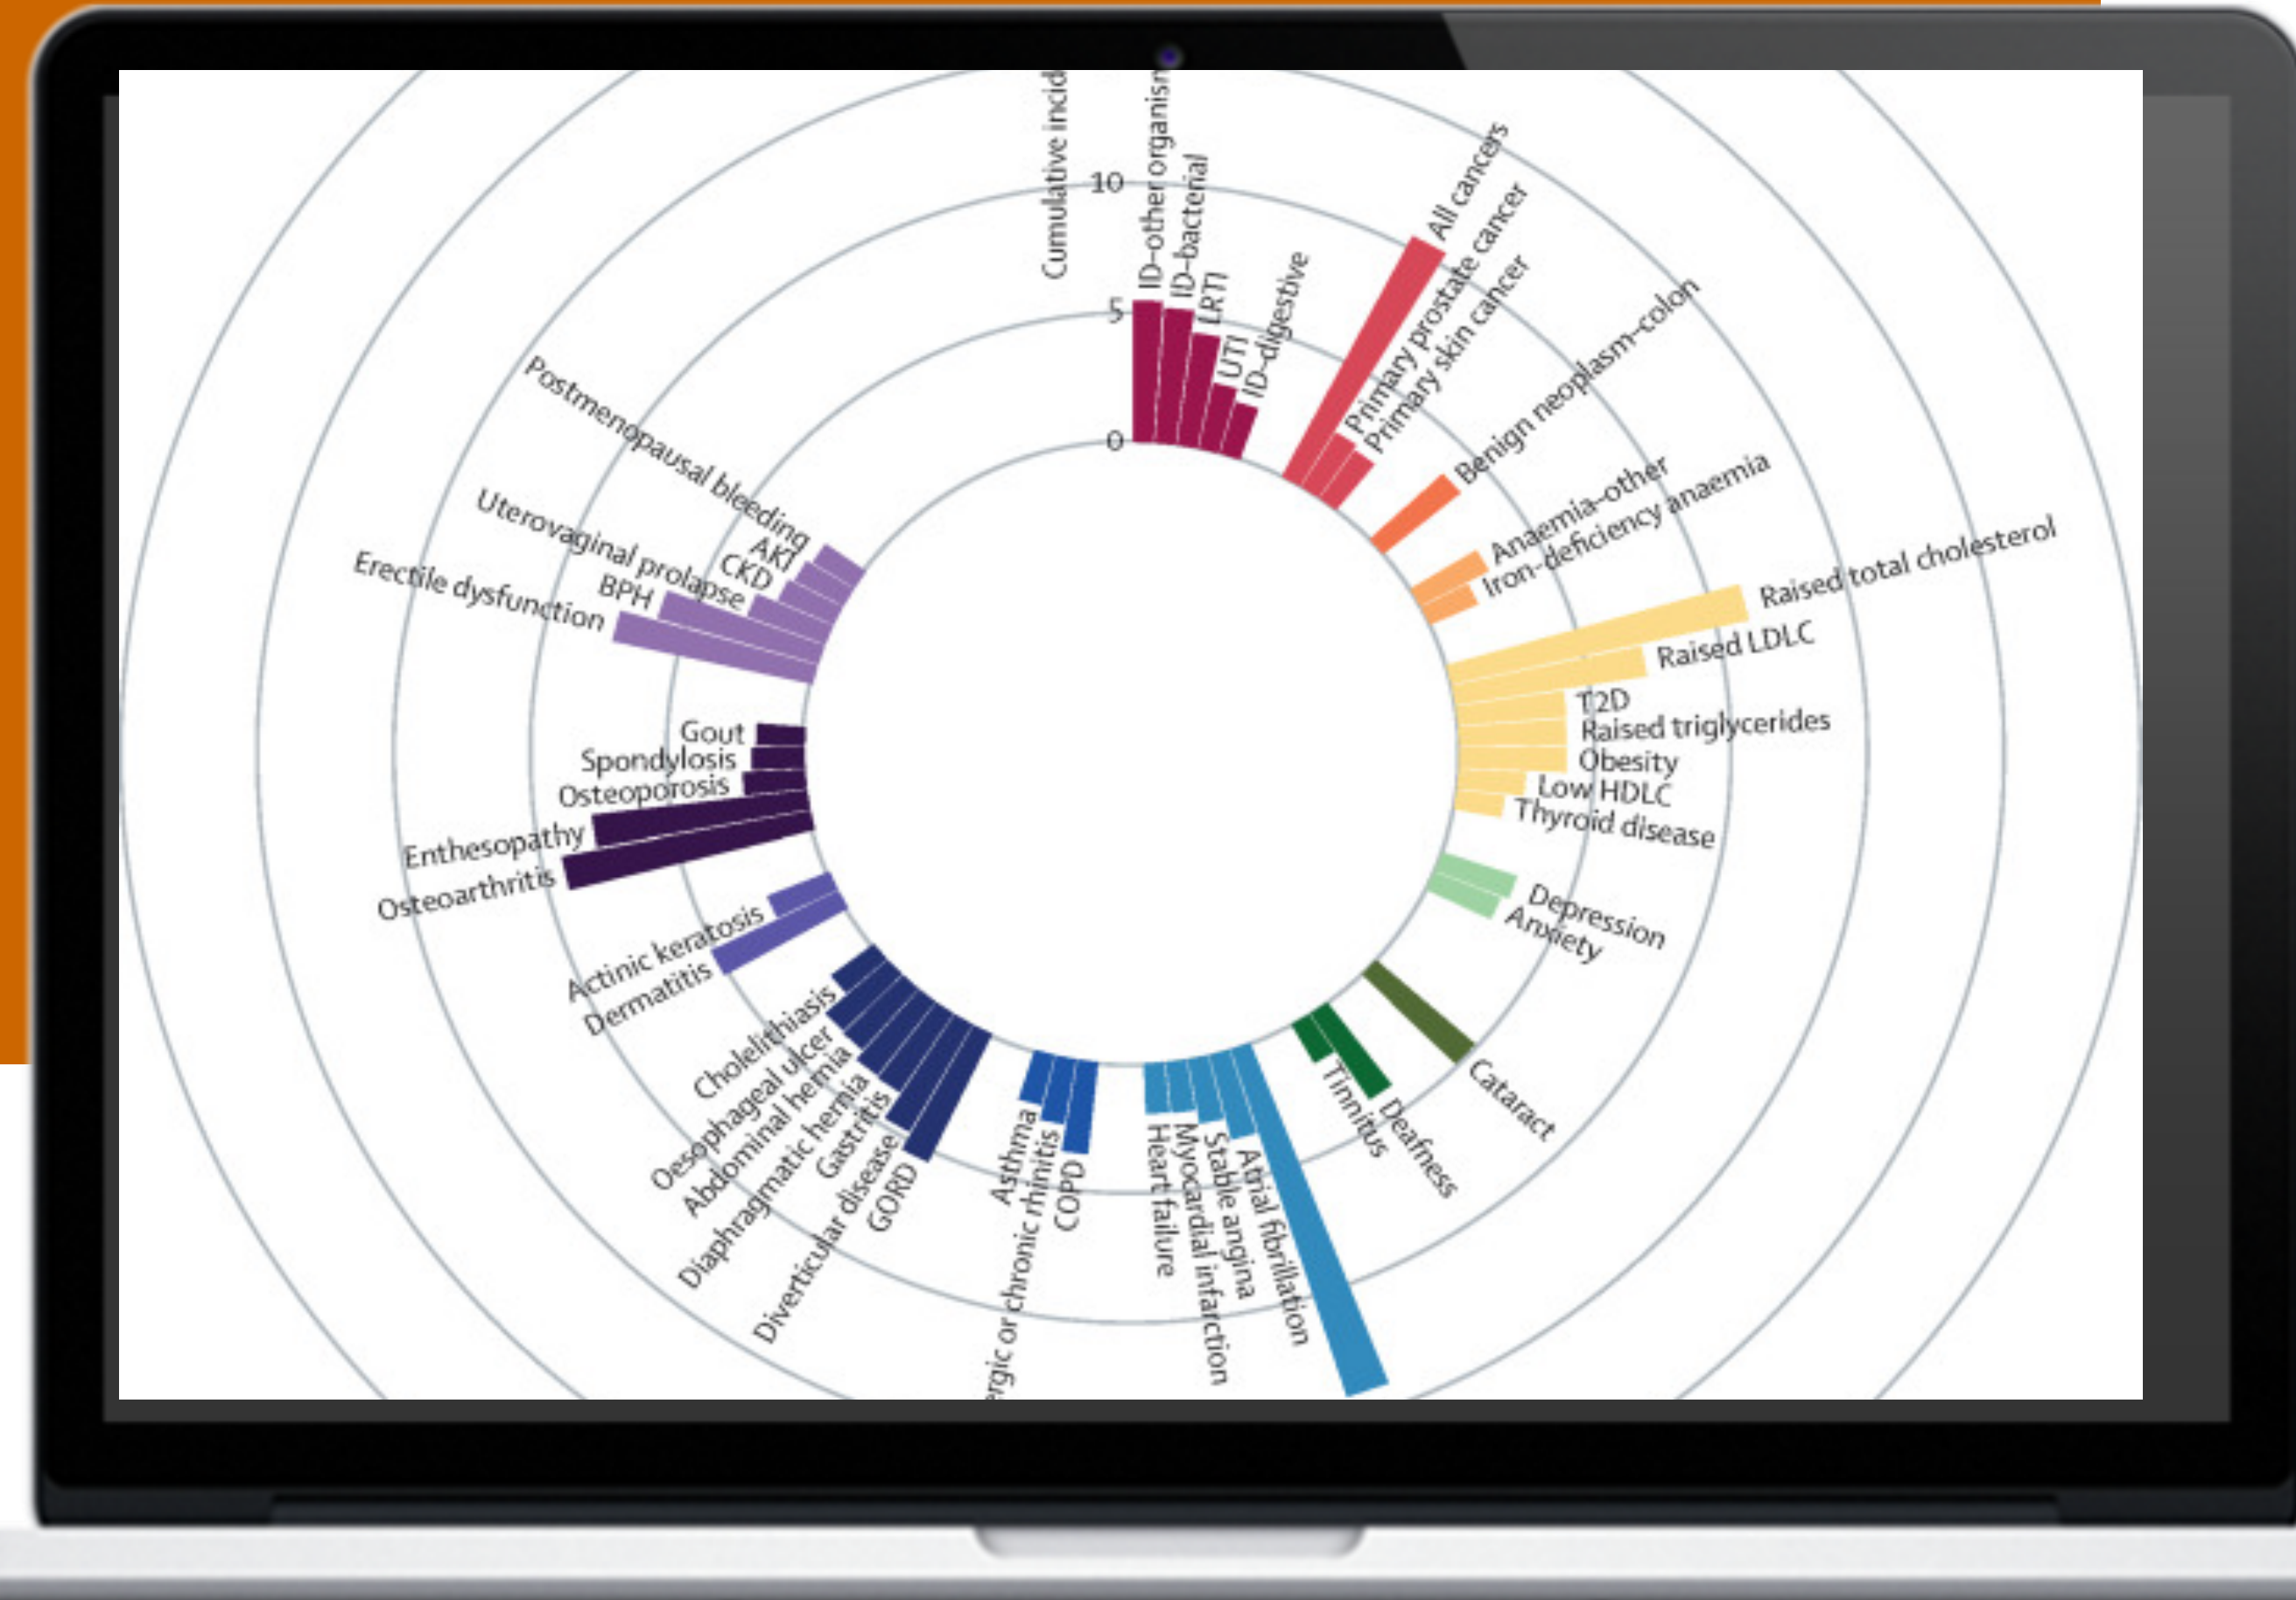 Cumulative incid
10
5
0
ID–other organism
ID–bacterial
LRTI
UTI
ID–digestive
All cancers
Primary prostate cancer
Primary skin cancer
Benign neoplasm–colon
Anaemia–other
Iron–deficiency anaemia
Raised total cholesterol
Raised LDLC
T2D
Raised triglycerides
Obesity
Low HDLC
Thyroid disease
Depression
Anxiety
Cataract
Deafness
Tinnitus
Atrial fibrillation
Stable angina
Myocardial infarction
Heart failure
COPD
ergic or chronic rhinitis
Asthma
GORD
Diverticular disease
Gastritis
Diaphragmatic hernia
Abdominal hernia
Oesophageal ulcer
Cholelithiasis
Dermatitis
Actinic keratosis
Osteoarthritis
Enthesopathy
Osteoporosis
Spondylosis
Gout
Erectile dysfunction
BPH
Uterovaginal prolapse
CKD
AKI
Postmenopausal bleeding